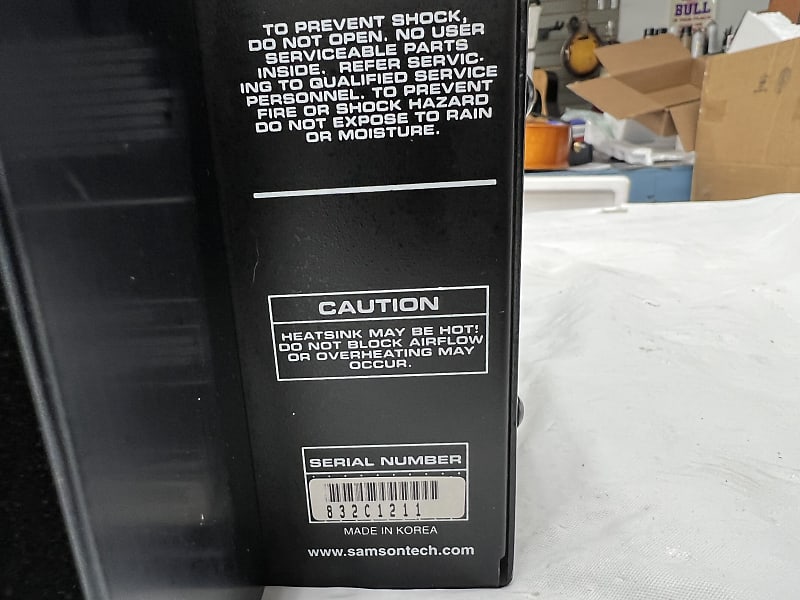 BULL
TO PREVENT SHOCK,
DO NOT OPEN. NO USER
SERVICEABLE PARTS
INSIDE. REFER SERVIC-
ING TO QUALIFIED SERVICE
PERSONNEL. TO PREVENT
FIRE OR SHOCK HAZARD
DO NOT EXPOSE TO RAIN
OR MOISTURE.
CAUTION
HEATSINK MAY BE HOT!
DO NOT BLOCK AIRFLOW
OR OVERHEATING MAY
OCCUR.
SERIAL NUMBER
832C1211
MADE IN KOREA
www.samsontech.com